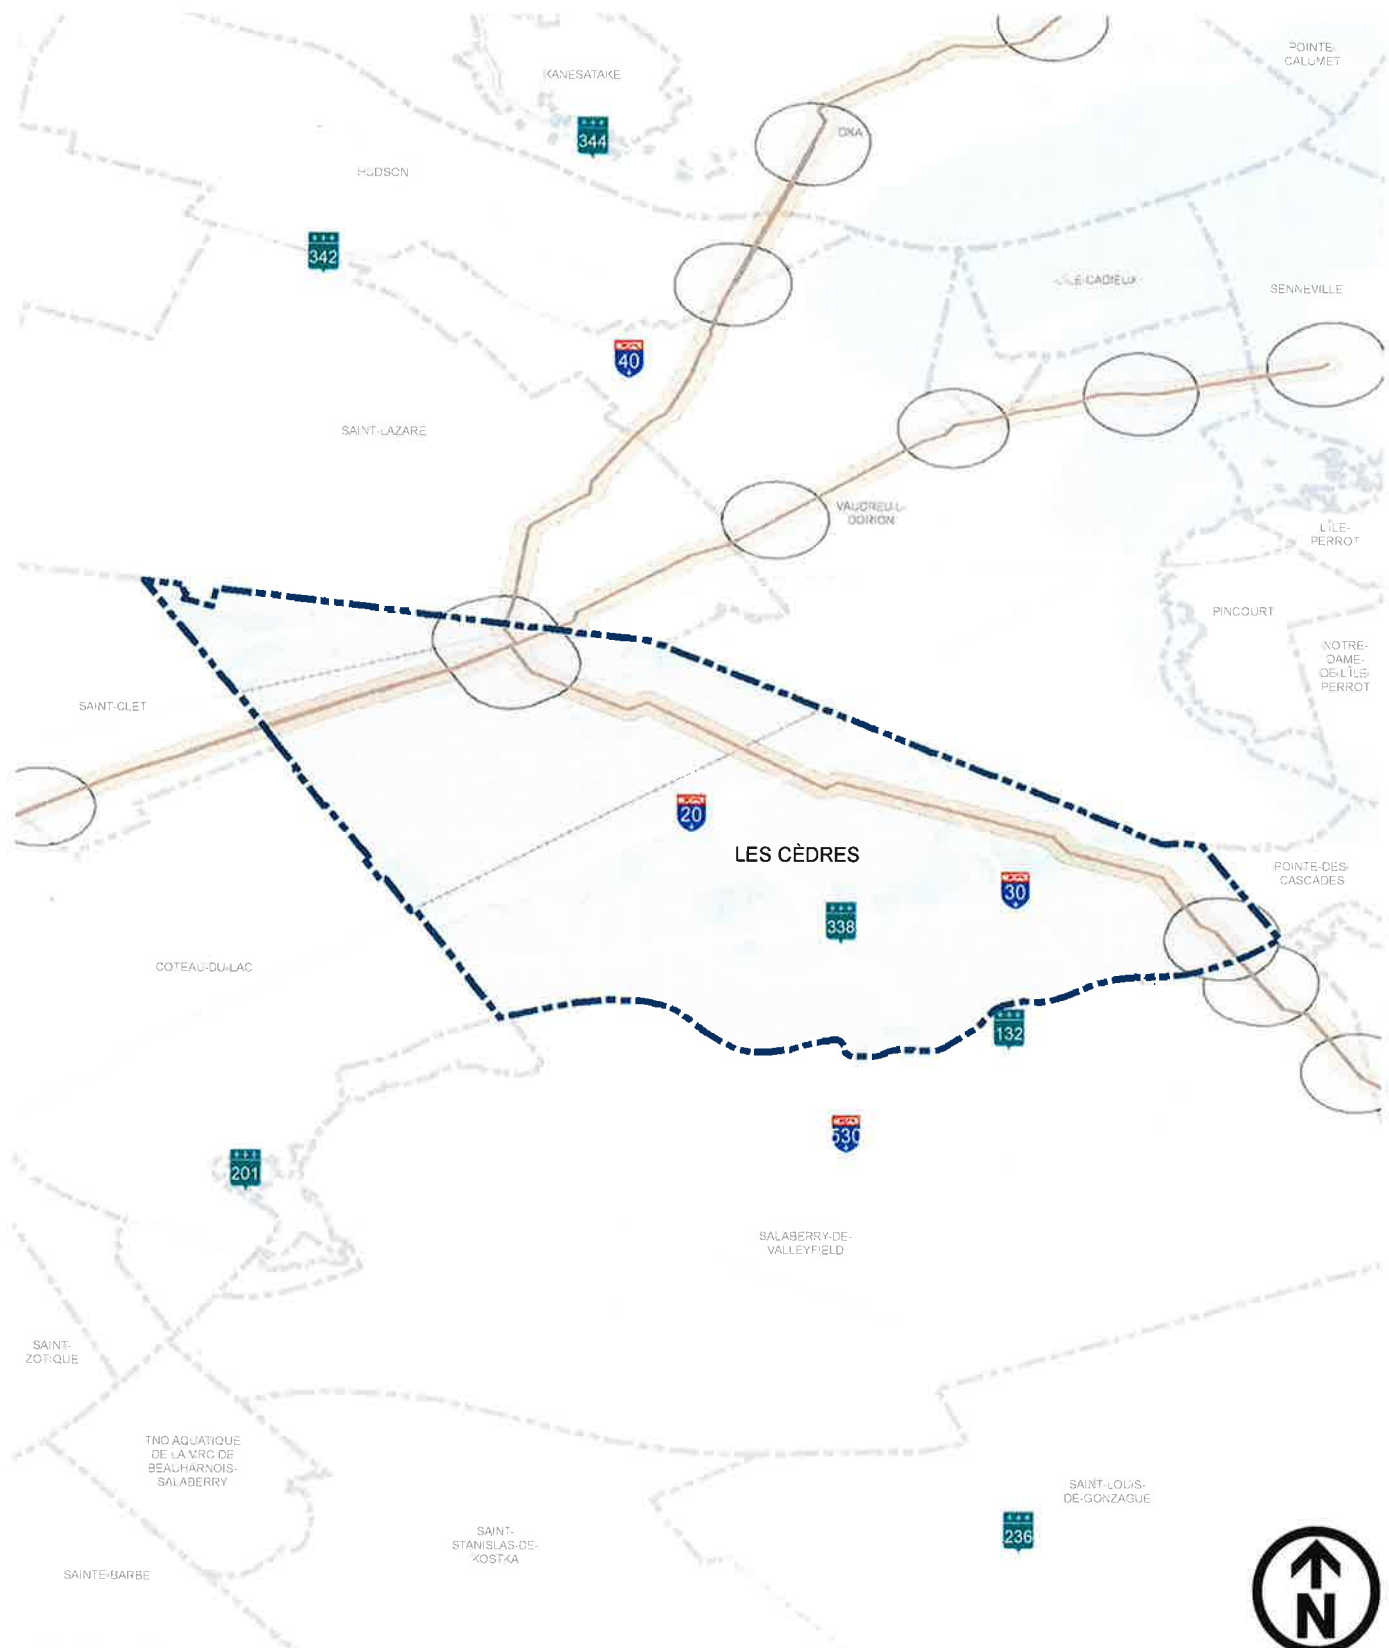 POINTE-
CALUMET
KANESATAKE
344
OKA
HUDSON
342
L'ÎLE-CADIEUX
SENNEVILLE
40
SAINT-LAZARE
VAUDREUIL-
DORION
L'ÎLE-
PERROT
PINCOURT
NOTRE-
DAME-
DE-L'ÎLE-
PERROT
SAINT-CLET
20
LES CÈDRES
POINTE-DES-
CASCADES
30
338
COTEAU-DU-LAC
132
530
201
SALABERRY-DE-
VALLEYFIELD
SAINT-
ZOTIQUE
TNO AQUATIQUE
DE LA MRC DE
BEAUHARNOIS-
SALABERRY
SAINT-LOUIS-
DE-GONZAGUE
236
SAINT-
STANISLAS-DE-
KOSTKA
SAINTE-BARBE
N